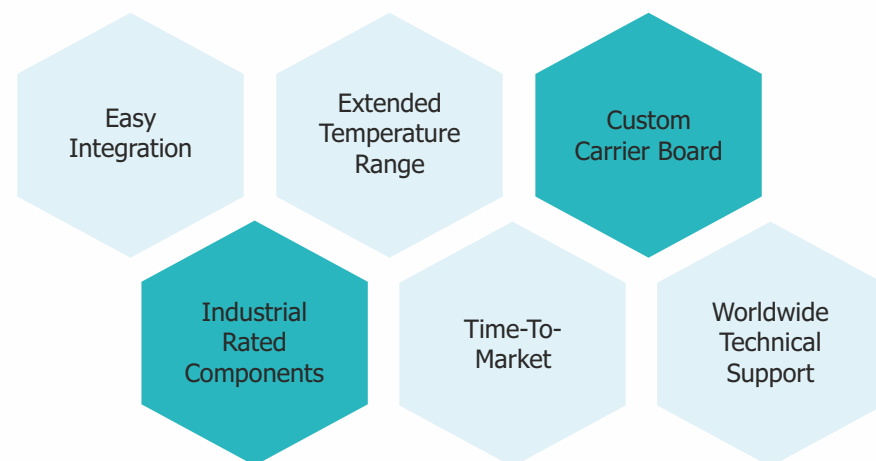 Easy
Integration
Extended
Temperature
Range
Custom
Carrier Board
Industrial
Rated
Components
Time-To-
Market
Worldwide
Technical
Support